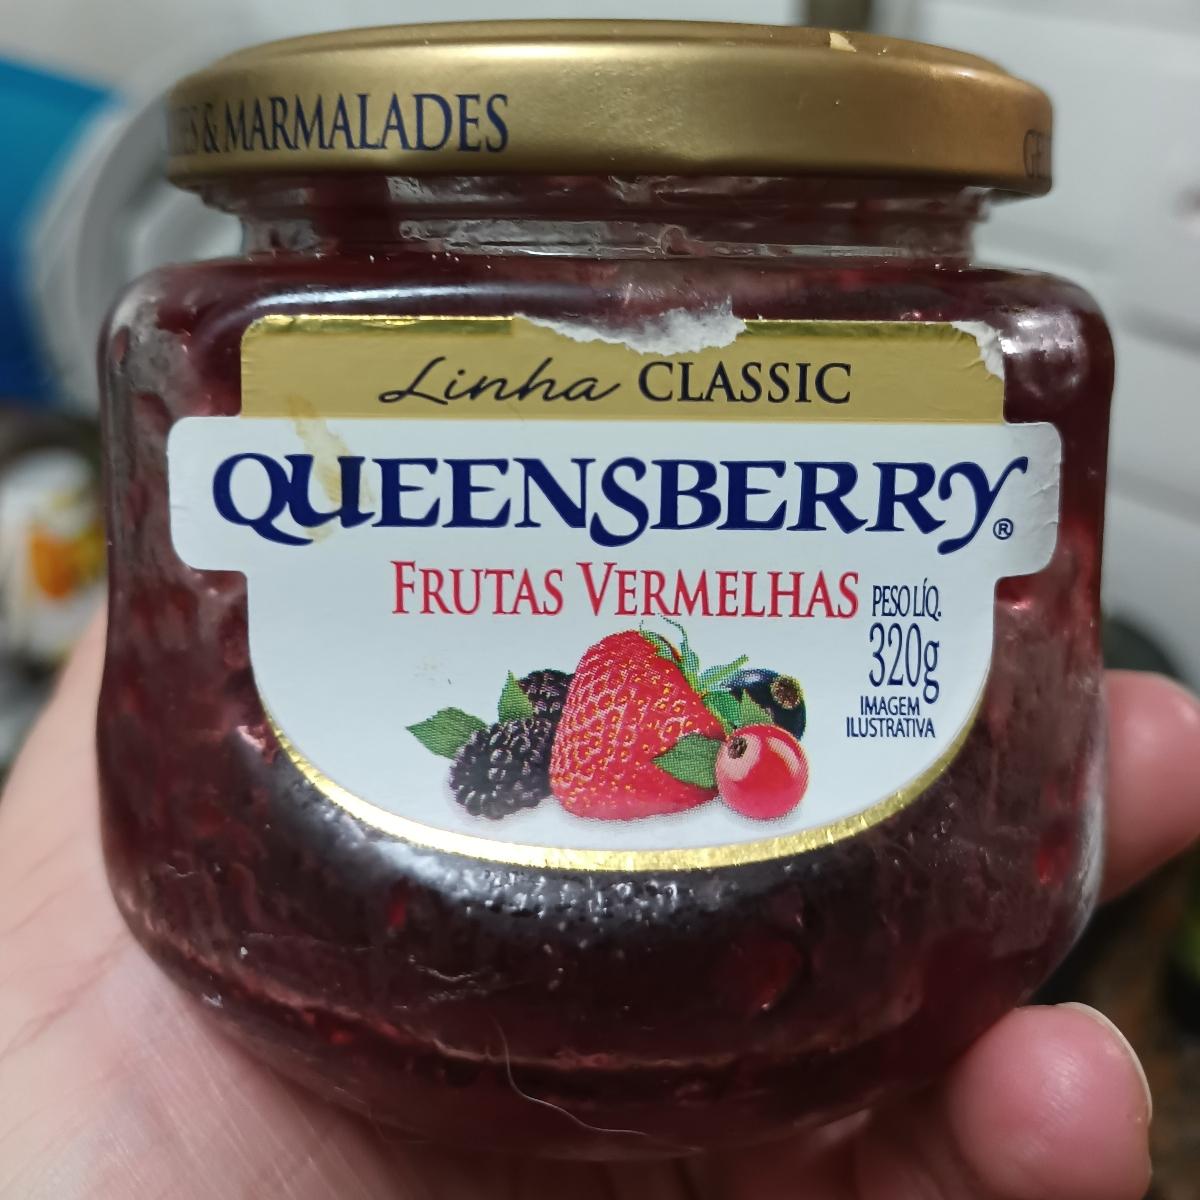 & MARMALADES
Linha CLASSIC
QUEENSBERRY®
FRUTAS VERMELHAS
PESO LÍQ.
320g
IMAGEM
ILUSTRATIVA